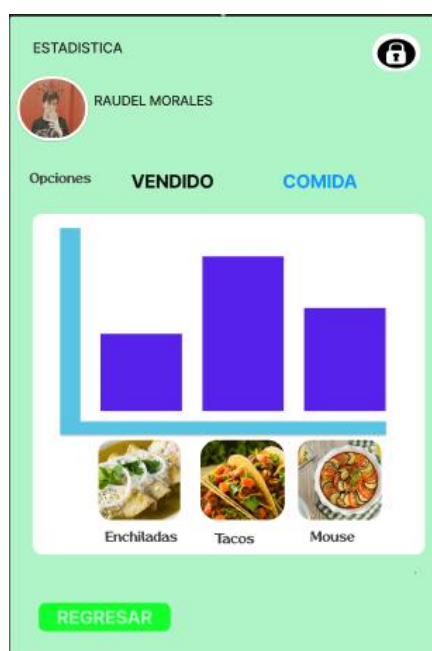 ESTADISTICA
RAUDEL MORALES
Opciones VENDIDO COMIDA
Enchiladas Tacos Mouse
REGRESAR